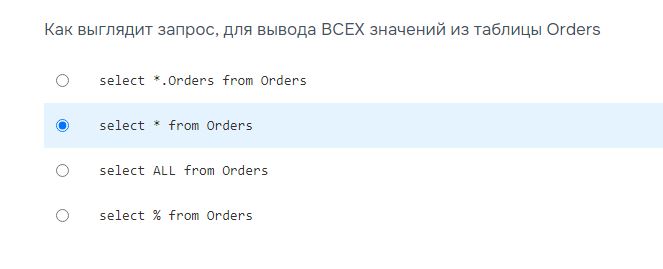 Как выглядит запрос, для вывода ВСЕХ значений из таблицы Orders
select *.Orders from Orders
select * from Orders
select ALL from Orders
select % from Orders